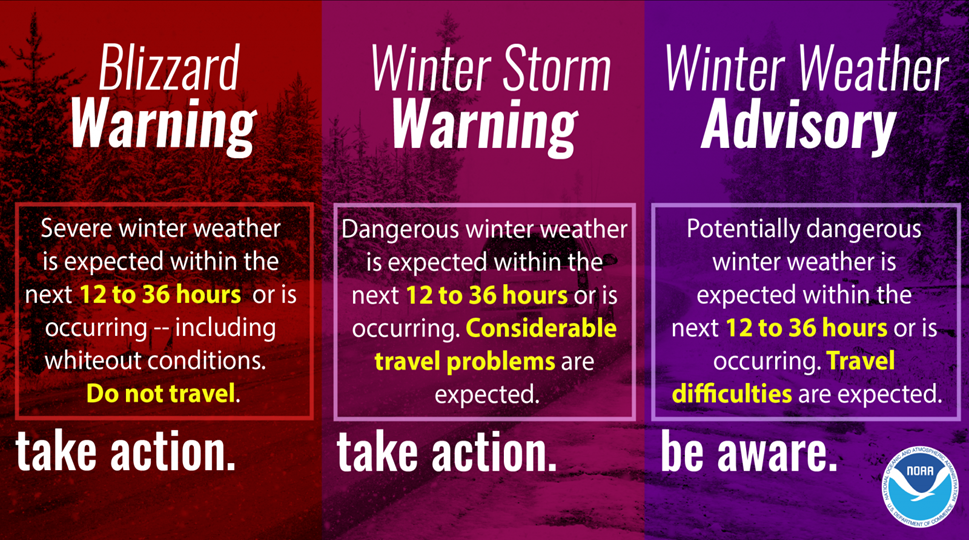 Blizzard
Warning
Severe winter weather
is expected within the
next 12 to 36 hours or is
occurring -- including
whiteout conditions.
Do not travel.
take action.
Winter Storm
Warning
Dangerous winter weather
is expected within the
next 12 to 36 hours or is
occurring. Considerable
travel problems are
expected.
take action.
Winter Weather
Advisory
Potentially dangerous
winter weather is
expected within the
next 12 to 36 hours or is
occurring. Travel
difficulties are expected.
be aware.
NATIONAL OCEANIC AND ATMOSPHERIC ADMINISTRATION
NOAA
U.S. DEPARTMENT OF COMMERCE